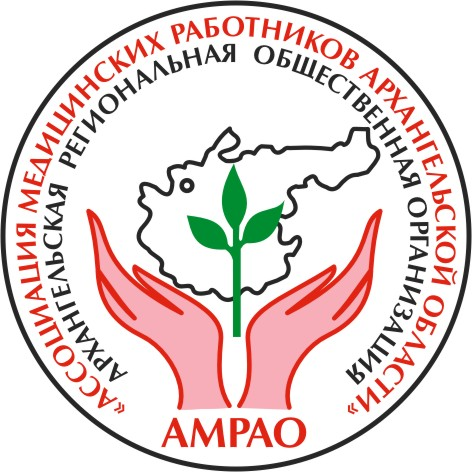 «АССОЦИАЦИЯ МЕДИЦИНСКИХ РАБОТНИКОВ АРХАНГЕЛЬСКОЙ ОБЛАСТИ»
АРХАНГЕЛЬСКАЯ РЕГИОНАЛЬНАЯ ОБЩЕСТВЕННАЯ ОРГАНИЗАЦИЯ
АМРАО